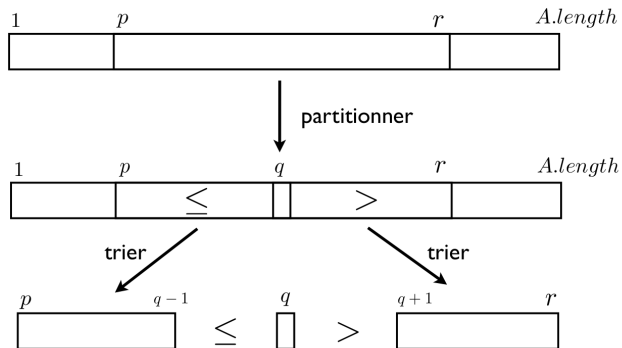 1 p r A.length
partitionner
1 p q r A.length
≤ >
trier trier
p q − 1 q q + 1 r
≤ >